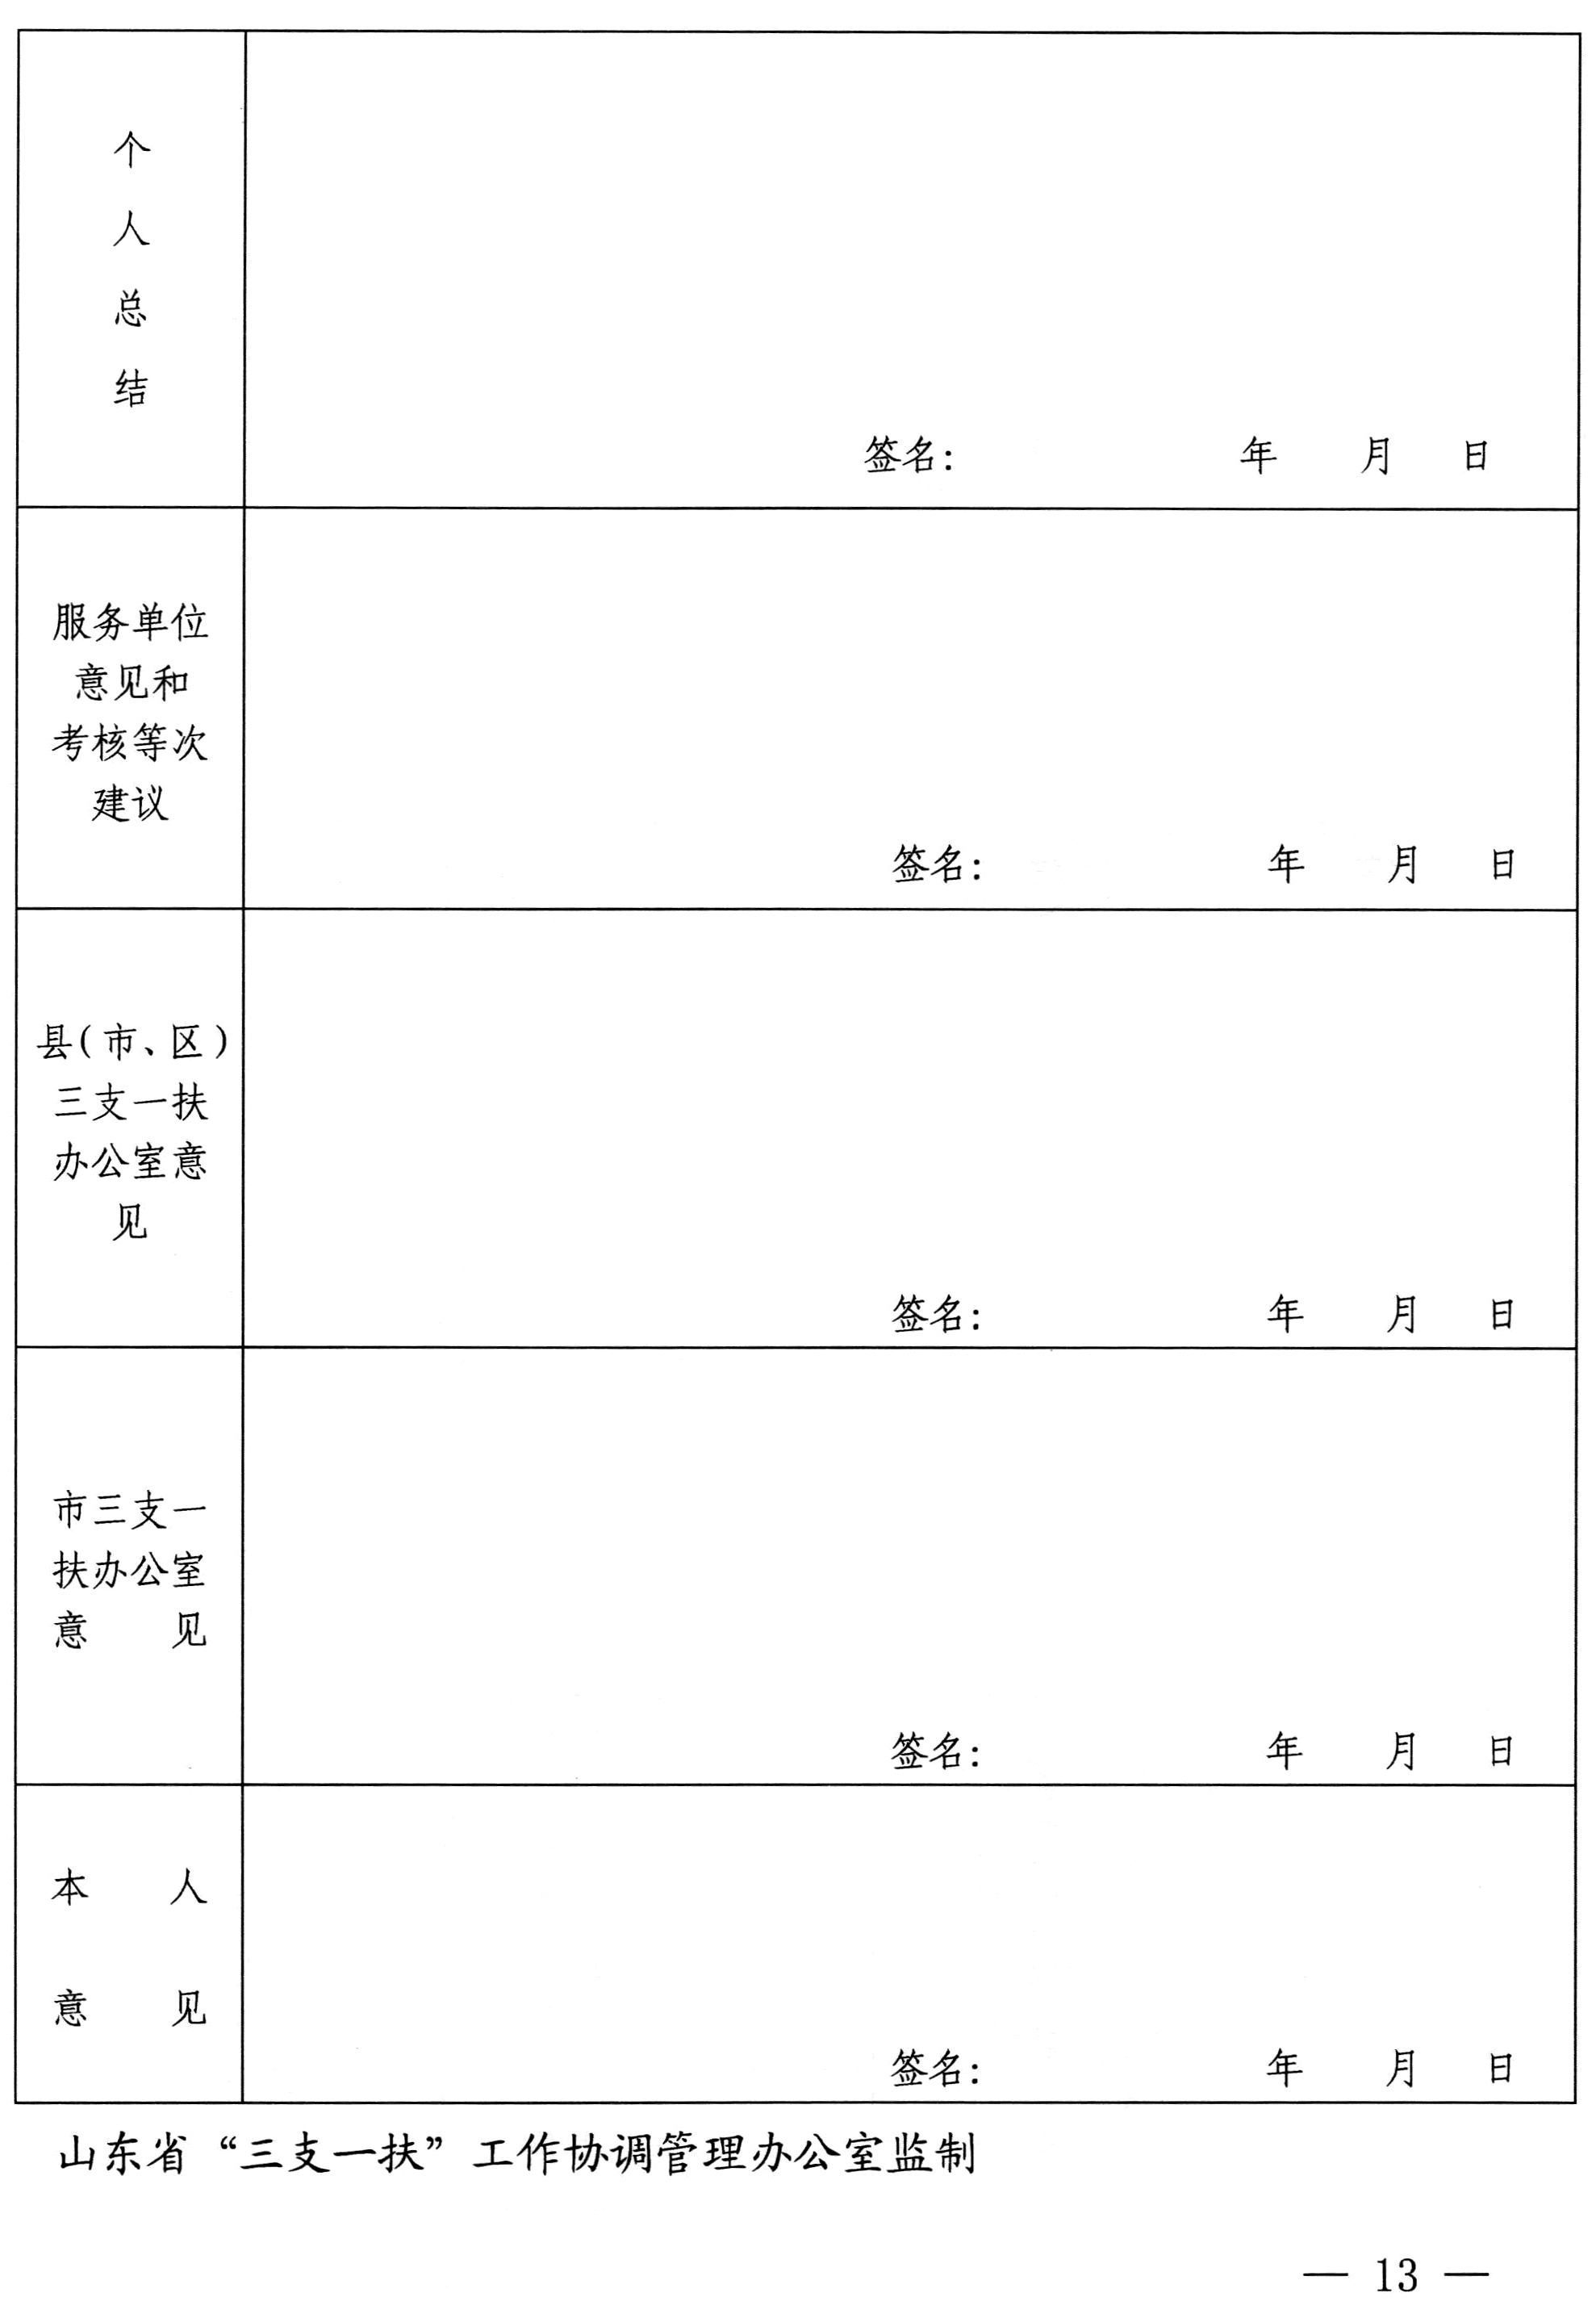 个
人
总
结
签名: 年 月 日
服务单位
意见和
考核等次
建议
签名: 年 月 日
县(市、区)
三支一扶
办公室意
见
签名: 年 月 日
市三支一
扶办公室
意 见
签名: 年 月 日
本 人
意 见
签名: 年 月 日
山东省“三支一扶”工作协调管理办公室监制
— 13 —